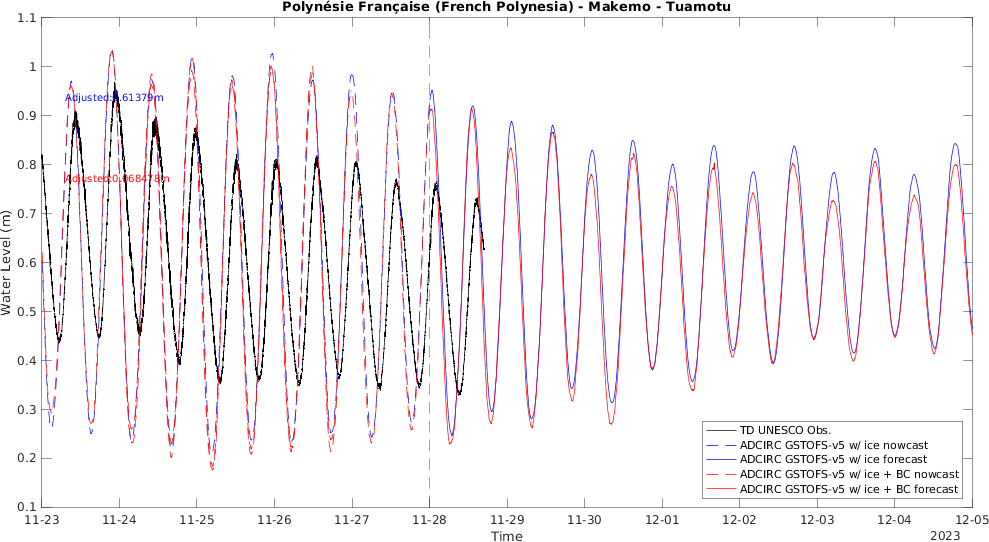 Polynésie Française (French Polynesia) - Makemo - Tuamotu
1.1
1
0.9
0.8
0.7
0.6
0.5
0.4
0.3
0.2
0.1
Water Level (m)
Adjusted:0.068478m
TD UNESCO Obs.
ADCIRC GSTOFS-v5 w/ ice nowcast
ADCIRC GSTOFS-v5 w/ ice forecast
ADCIRC GSTOFS-v5 w/ ice + BC nowcast
ADCIRC GSTOFS-v5 w/ ice + BC forecast
11-23 11-24 11-25 11-26 11-27 11-28 11-29 11-30 12-01 12-02 12-03 12-04 12-05
Time
2023